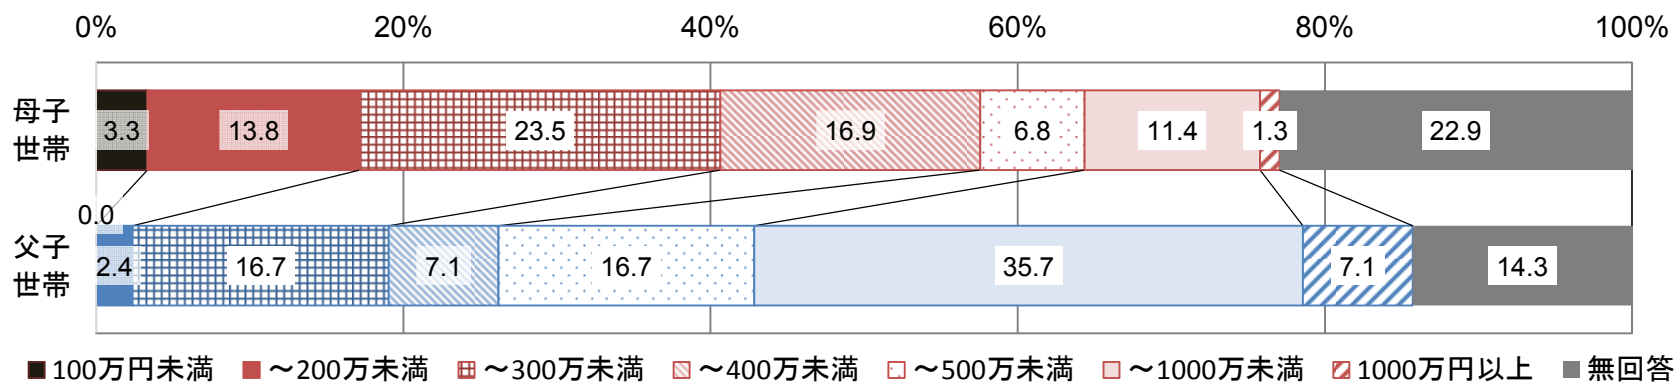 0% 20% 40% 60% 80% 100%
母子
世帯
3.3 13.8 23.5 16.9 6.8 11.4 1.3 22.9
0.0
父子
世帯
2.4 16.7 7.1 16.7 35.7 7.1 14.3
100万円未満 ～200万未満 ～300万未満 ～400万未満 ～500万未満 ～1000万未満 1000万円以上 無回答